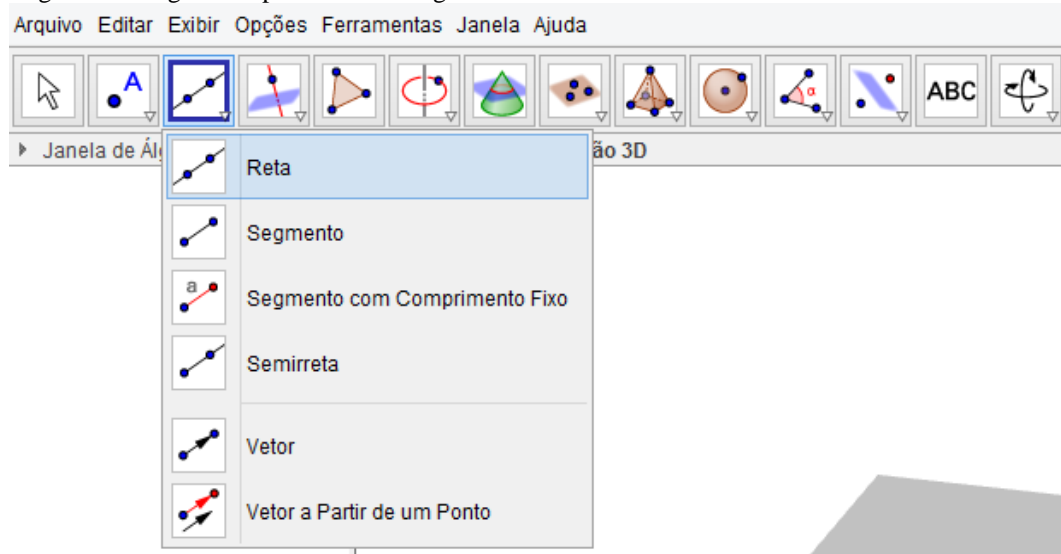 Arquivo Editar Exibir Opções Ferramentas Janela Ajuda
A
α
ABC
Janela de Ál
ão 3D
Reta
Segmento
a
Segmento com Comprimento Fixo
Semirreta
Vetor
Vetor a Partir de um Ponto